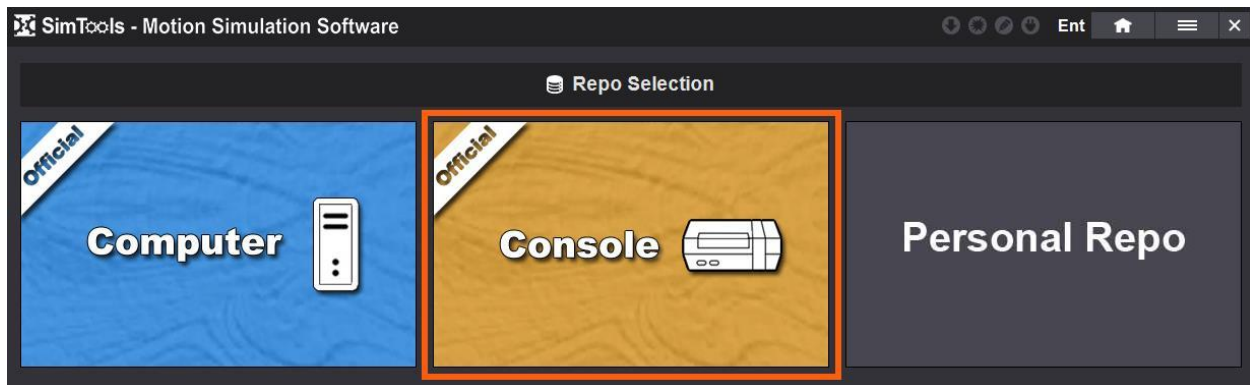 SimTools - Motion Simulation Software
Ent
Repo Selection
Official
Computer
Official
Console
Personal Repo